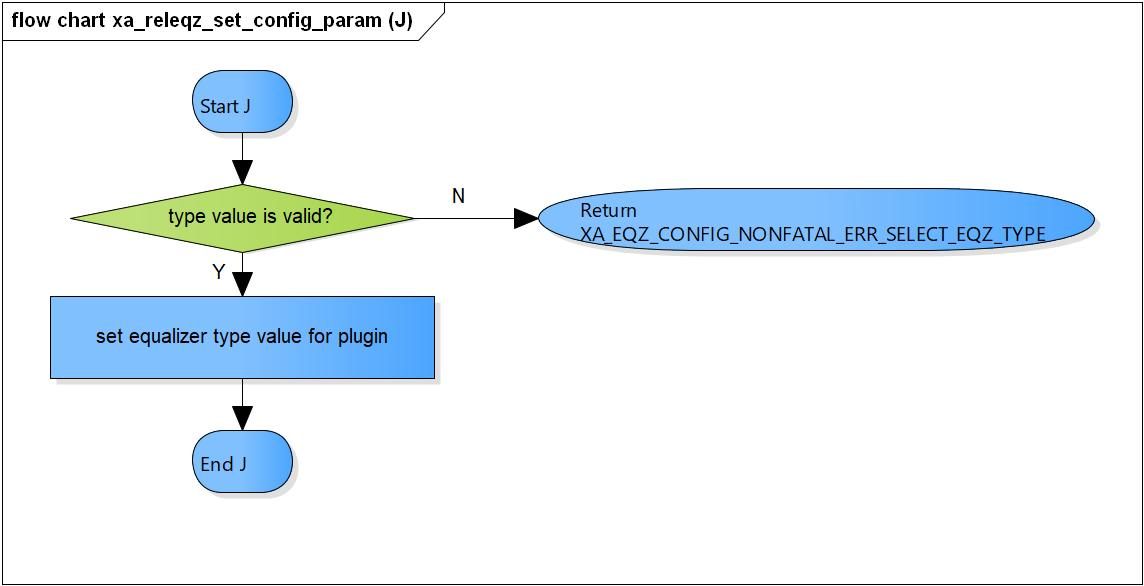 flow chart xa_releqz_set_config_param (J)
Start J
type value is valid?
N
Return
XA_EQZ_CONFIG_NONFATAL_ERR_SELECT_EQZ_TYPE
Y
set equalizer type value for plugin
End J